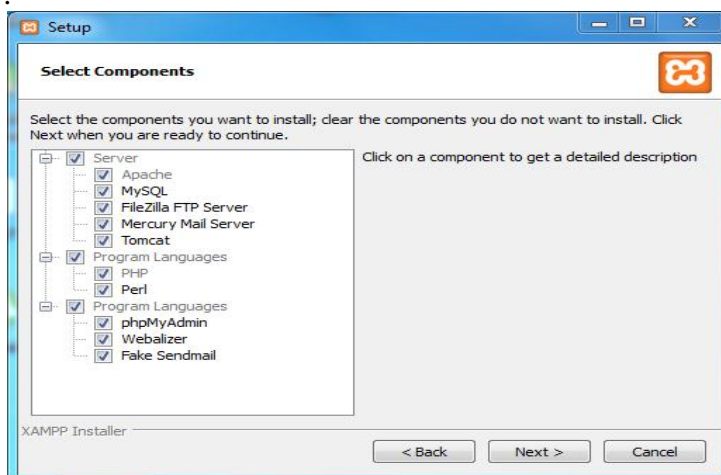 Setup
Select Components
Select the components you want to install; clear the components you do not want to install. Click
Next when you are ready to continue.
Server
Apache
MySQL
FileZilla FTP Server
Mercury Mail Server
Tomcat
Program Languages
PHP
Perl
Program Languages
phpMyAdmin
Webalizer
Fake Sendmail
Click on a component to get a detailed description
XAMPP Installer
< Back
Next >
Cancel